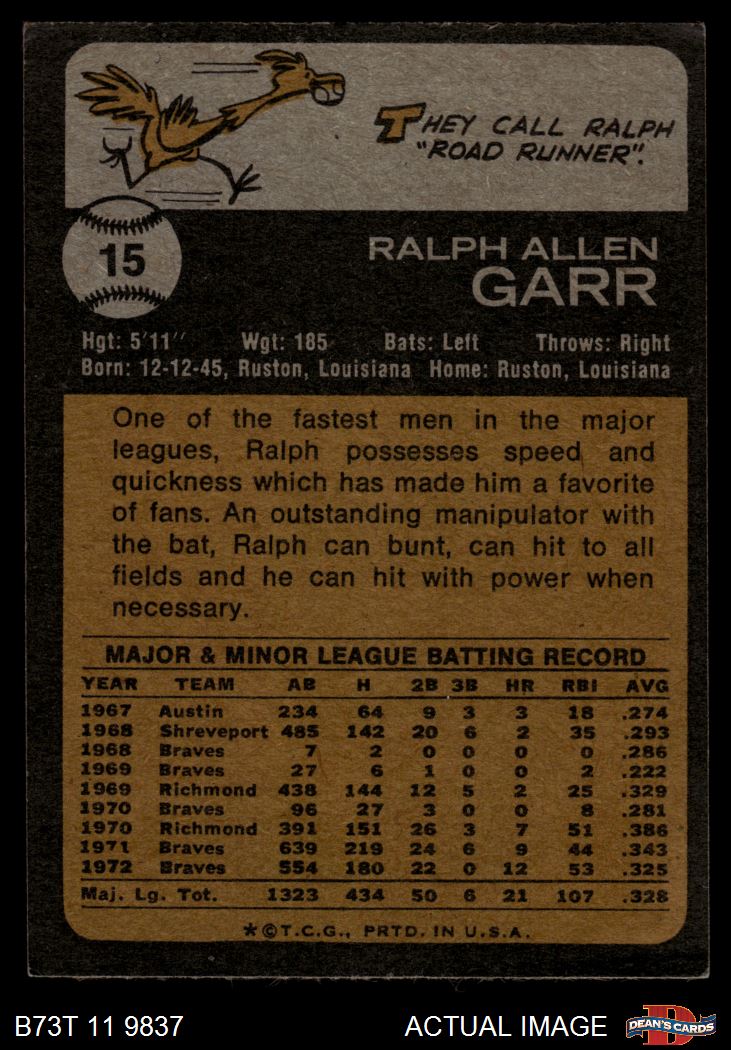 THEY CALL RALPH
"ROAD RUNNER".
15
RALPH ALLEN
GARR
Hgt: 5'11" Wgt: 185 Bats: Left Throws: Right
Born: 12-12-45, Ruston, Louisiana Home: Ruston, Louisiana
One of the fastest men in the major
leagues, Ralph possesses speed and
quickness which has made him a favorite
of fans. An outstanding manipulator with
the bat, Ralph can bunt, can hit to all
fields and he can hit with power when
necessary.
MAJOR & MINOR LEAGUE BATTING RECORD
YEAR TEAM AB H 2B 3B HR RBI AVG
1967 Austin 234 64 9 3 3 18 .274
1968 Shreveport 485 142 20 6 2 35 .293
1968 Braves 7 2 0 0 0 0 .286
1969 Braves 27 6 1 0 0 2 .222
1969 Richmond 438 144 12 5 2 25 .329
1970 Braves 96 27 3 0 0 8 .281
1970 Richmond 391 151 26 3 7 51 .386
1971 Braves 639 219 24 6 9 44 .343
1972 Braves 554 180 22 0 12 53 .325
Maj. Lg. Tot. 1323 434 50 6 21 107 .328
*©T.C.G., PRTD. IN U.S.A.
B73T 11 9837 ACTUAL IMAGE D DEAN'S CARDS